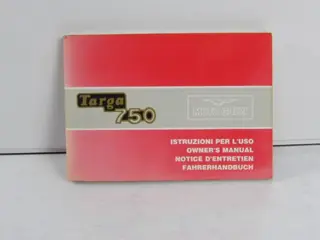 Targa
750
ISTRUZIONI PER L'USO
OWNER'S MANUAL
NOTICE D'ENTRETIEN
FAHRERHANDBUCH